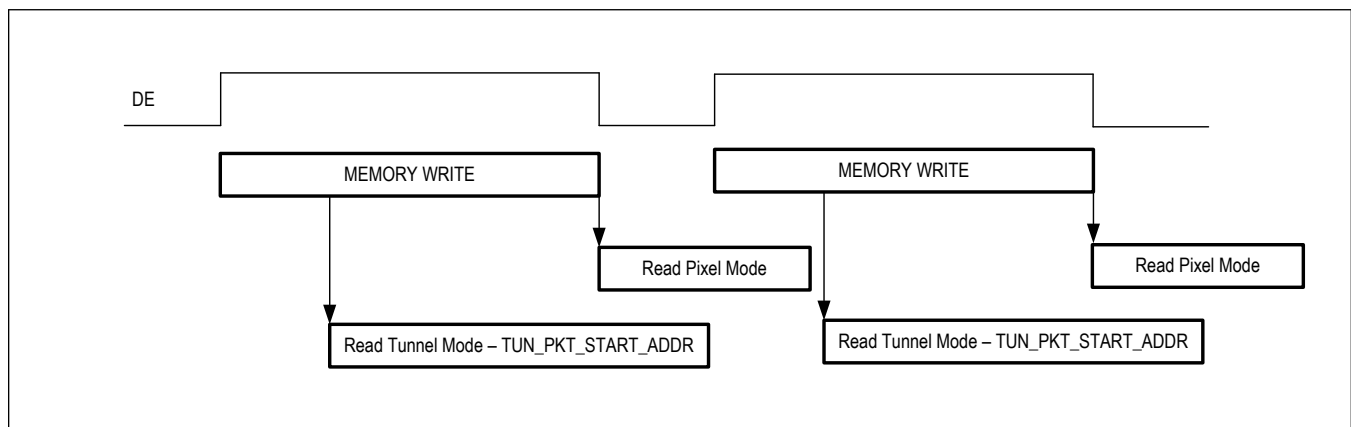 DE
MEMORY WRITE
MEMORY WRITE
Read Pixel Mode
Read Pixel Mode
Read Tunnel Mode – TUN_PKT_START_ADDR
Read Tunnel Mode – TUN_PKT_START_ADDR